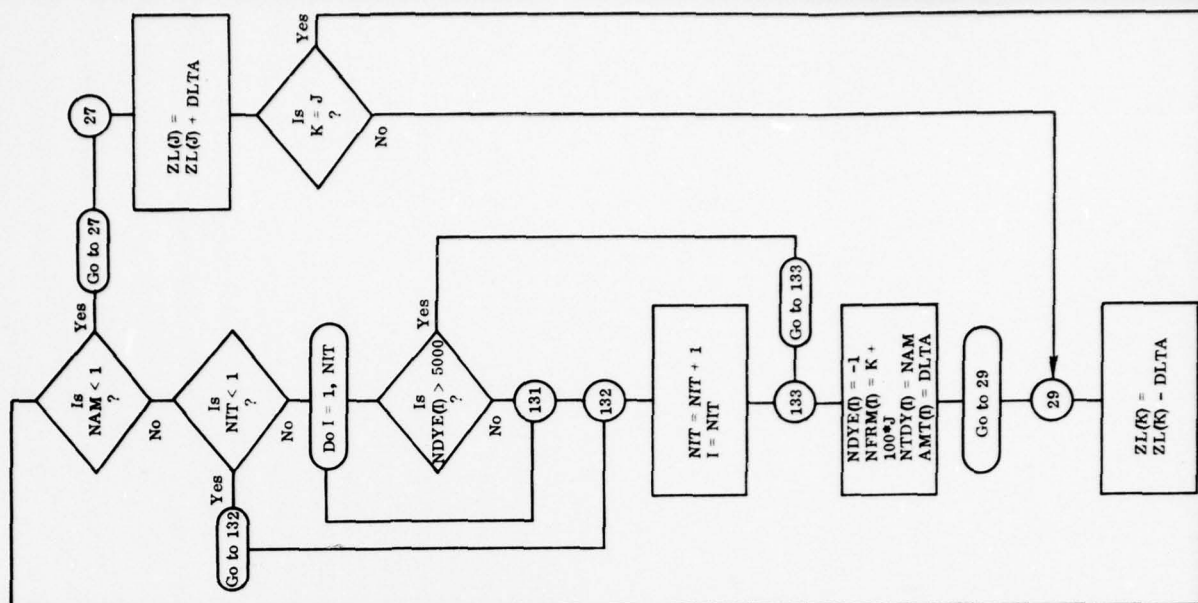 Is
NAM < 1
?
Yes
No
Go to 27
27
ZL(J) =
ZL(J) + DLTA
Is
K = J
?
Yes
No
Is
NIT < 1
?
Yes
No
Go to 132
Do I = 1, NIT
Is
NDYE(I) > 5000
?
Yes
No
131
132
NIT = NIT + 1
I = NIT
Go to 133
133
NDYE(I) = -1
NFRM(I) = K +
100*J
NTDY(I) = NAM
AMT(I) = DLTA
Go to 29
29
ZL(K) =
ZL(K) - DLTA